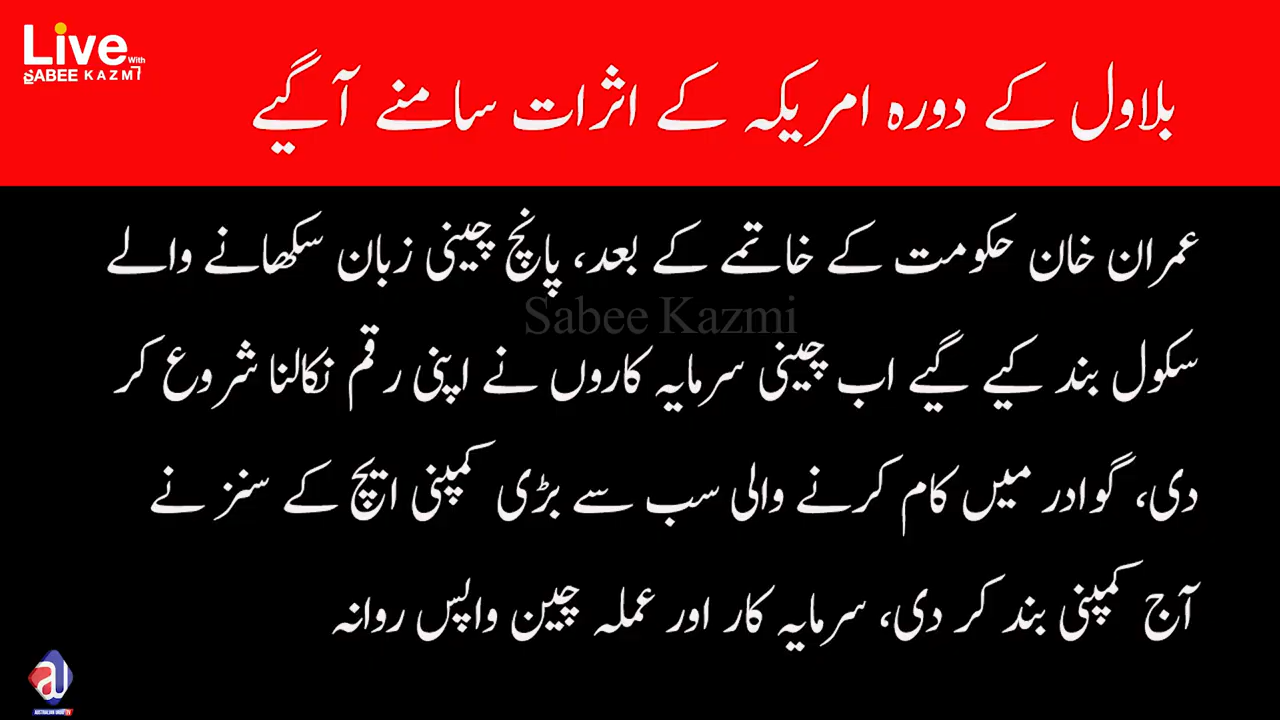 Live With
SABEE KAZMI
بلاول کے دورہ امریکہ کے اثرات سامنے آگیے
عمران خان حکومت کے خاتمے کے بعد، پانچ چینی زبان سکھانے والے
Sabee Kazmi
سکول بند کیے گیے اب چینی سرمایہ کاروں نے اپنی رقم نکالنا شروع کر
دی، گوادر میں کام کرنے والی سب سے بڑی کمپنی ایچ کے سنز نے
آج کمپنی بند کر دی، سرمایہ کار اور عملہ چین واپس روانہ